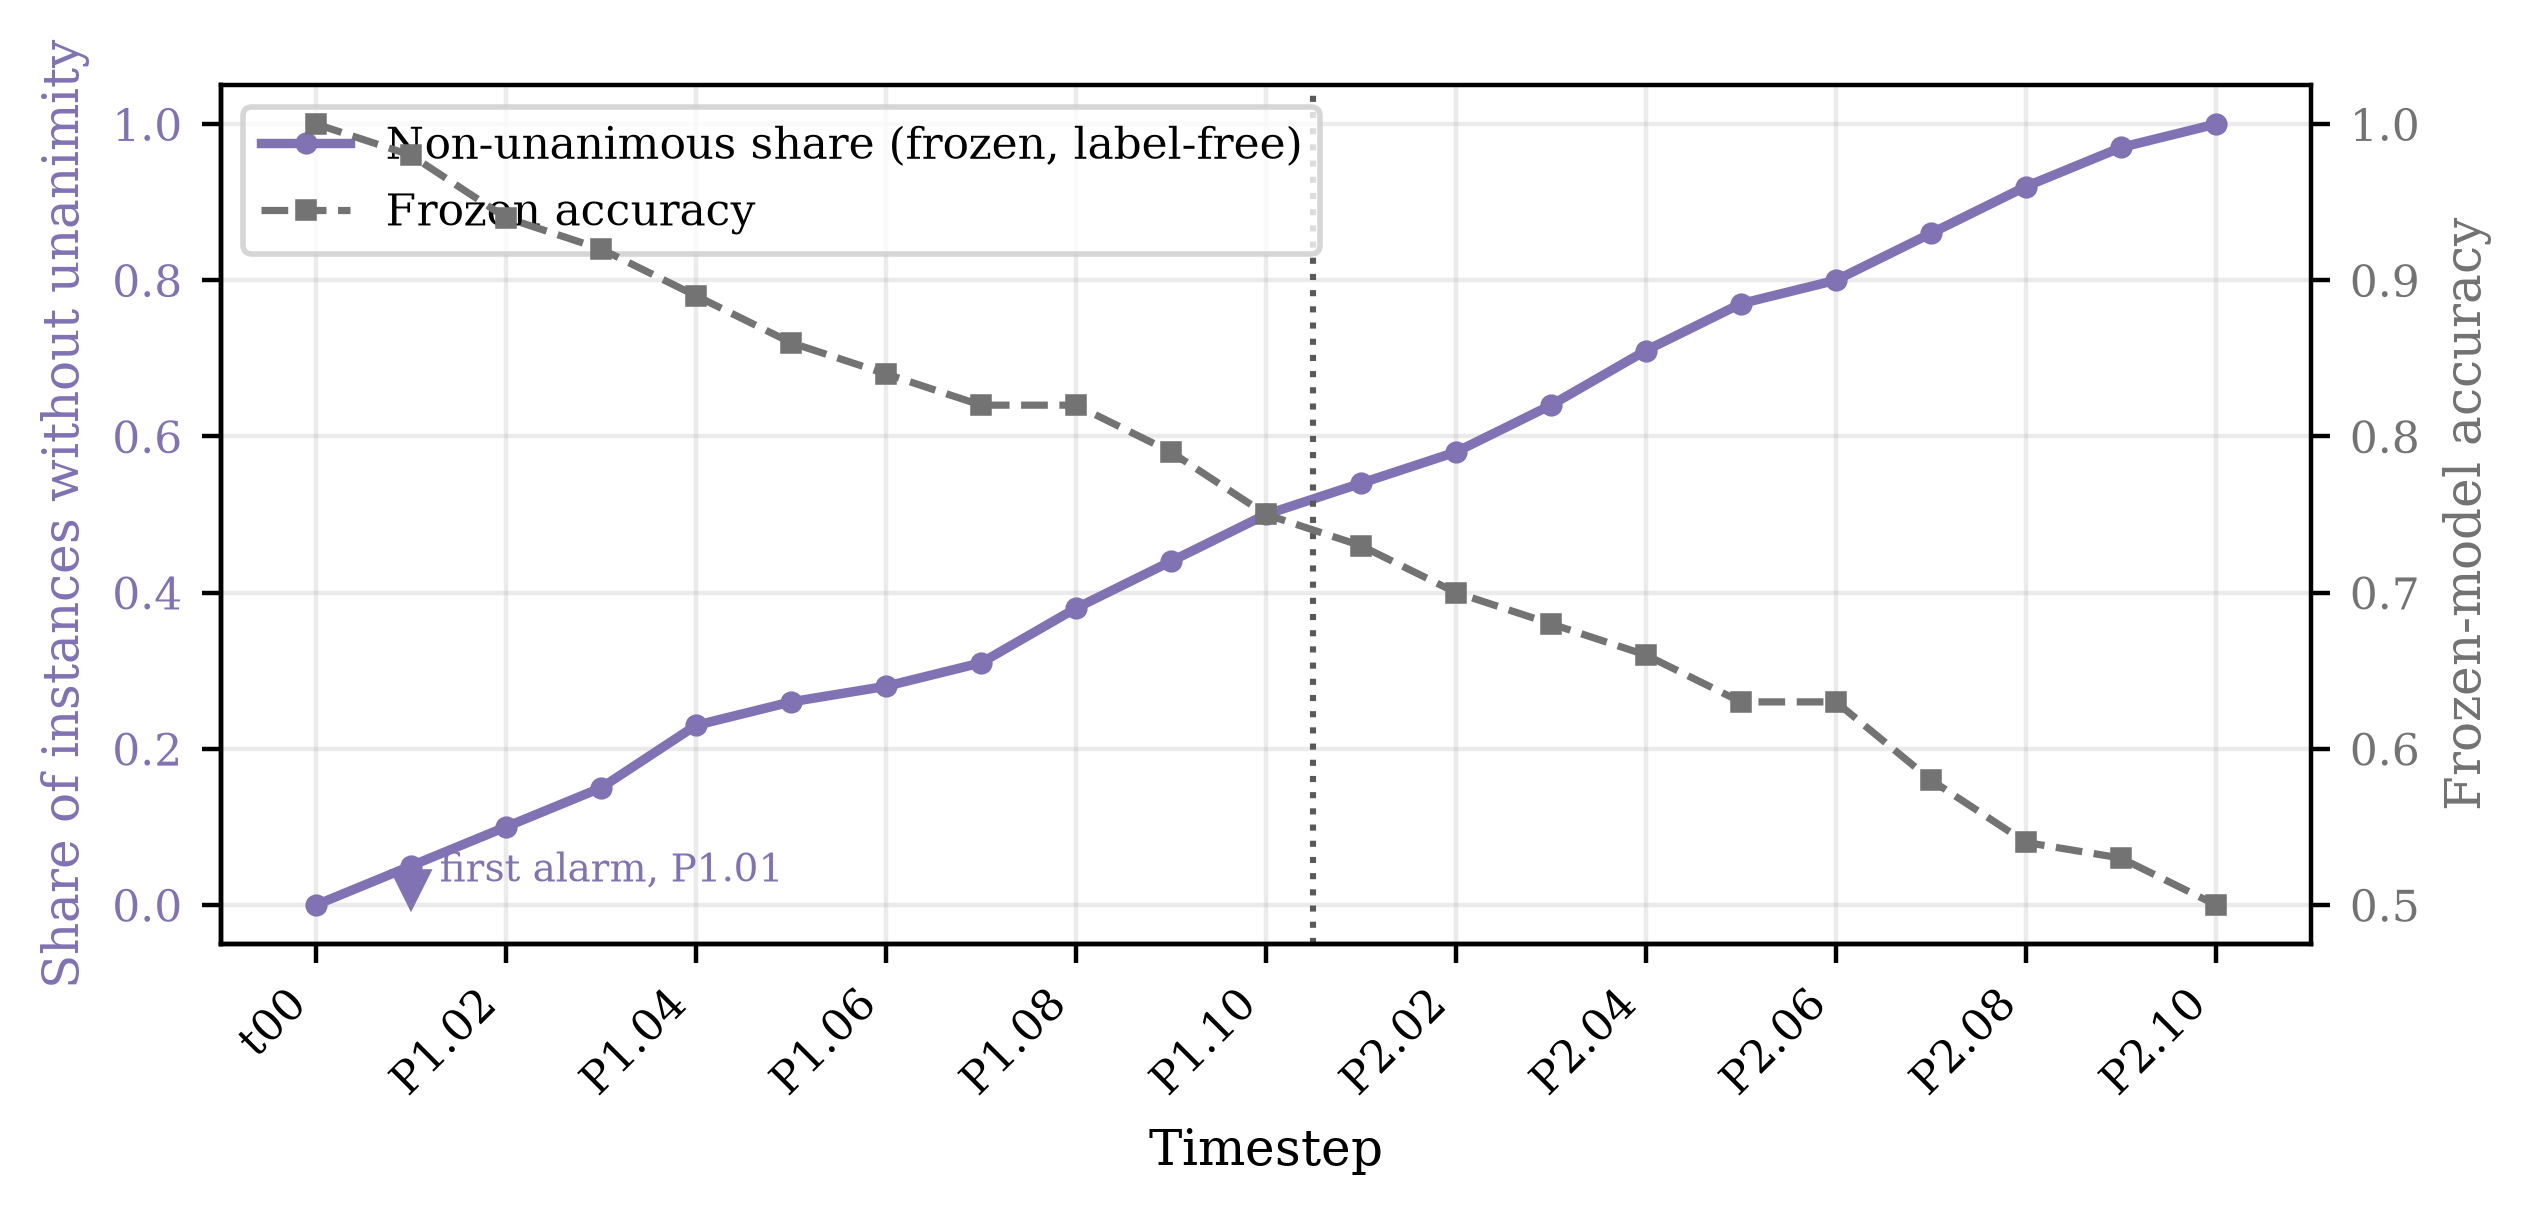 Non-unanimous share (frozen, label-free)
Frozen accuracy
Share of instances without unanimity
1.0
0.8
0.6
0.4
0.2
0.0
first alarm, P1.01
1.0
0.9
0.8
0.7
0.6
0.5
Frozen-model accuracy
t00
P1.02
P1.04
P1.06
P1.08
P1.10
P2.02
P2.04
P2.06
P2.08
P2.10
Timestep